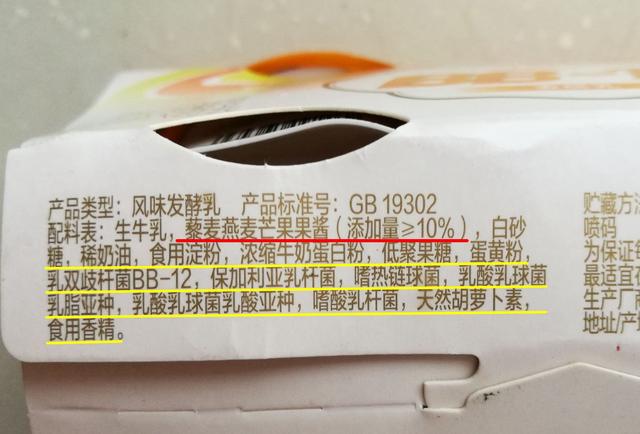 产品类型：风味发酵乳 产品标准号：GB 19302
配料表：生牛乳，藜麦燕麦芒果果酱（添加量≥10%），白砂
糖，稀奶油，食用淀粉，浓缩牛奶蛋白粉，低聚果糖，蛋黄粉，
乳双歧杆菌BB-12，保加利亚乳杆菌，嗜热链球菌，乳酸乳球菌
乳脂亚种，乳酸乳球菌乳酸亚种，嗜酸乳杆菌，天然胡萝卜素，
食用香精。
贮藏方
喷码
为保证
最适宜
生产厂
地址/产